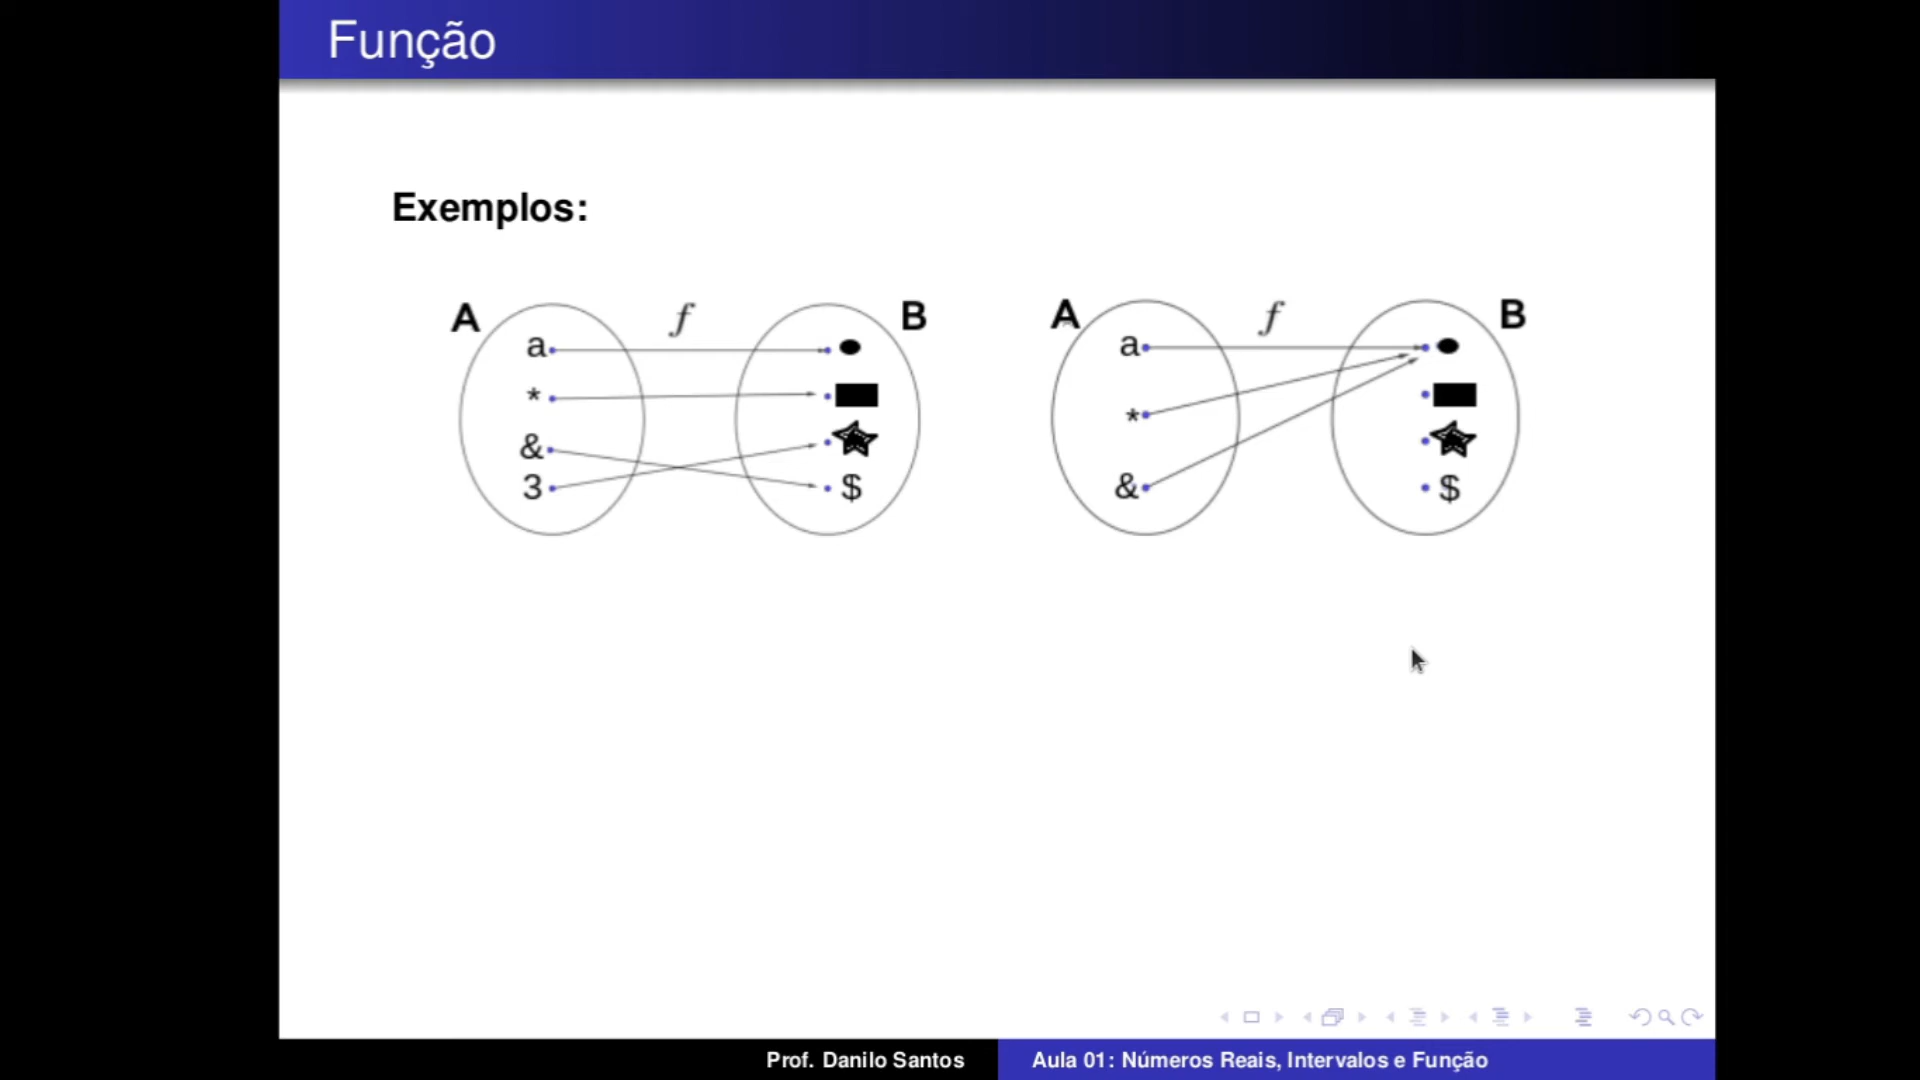 Função
Exemplos:
A f B
a
*
&
3
$
A f B
a
*
&
$
Prof. Danilo Santos
Aula 01: Números Reais, Intervalos e Função